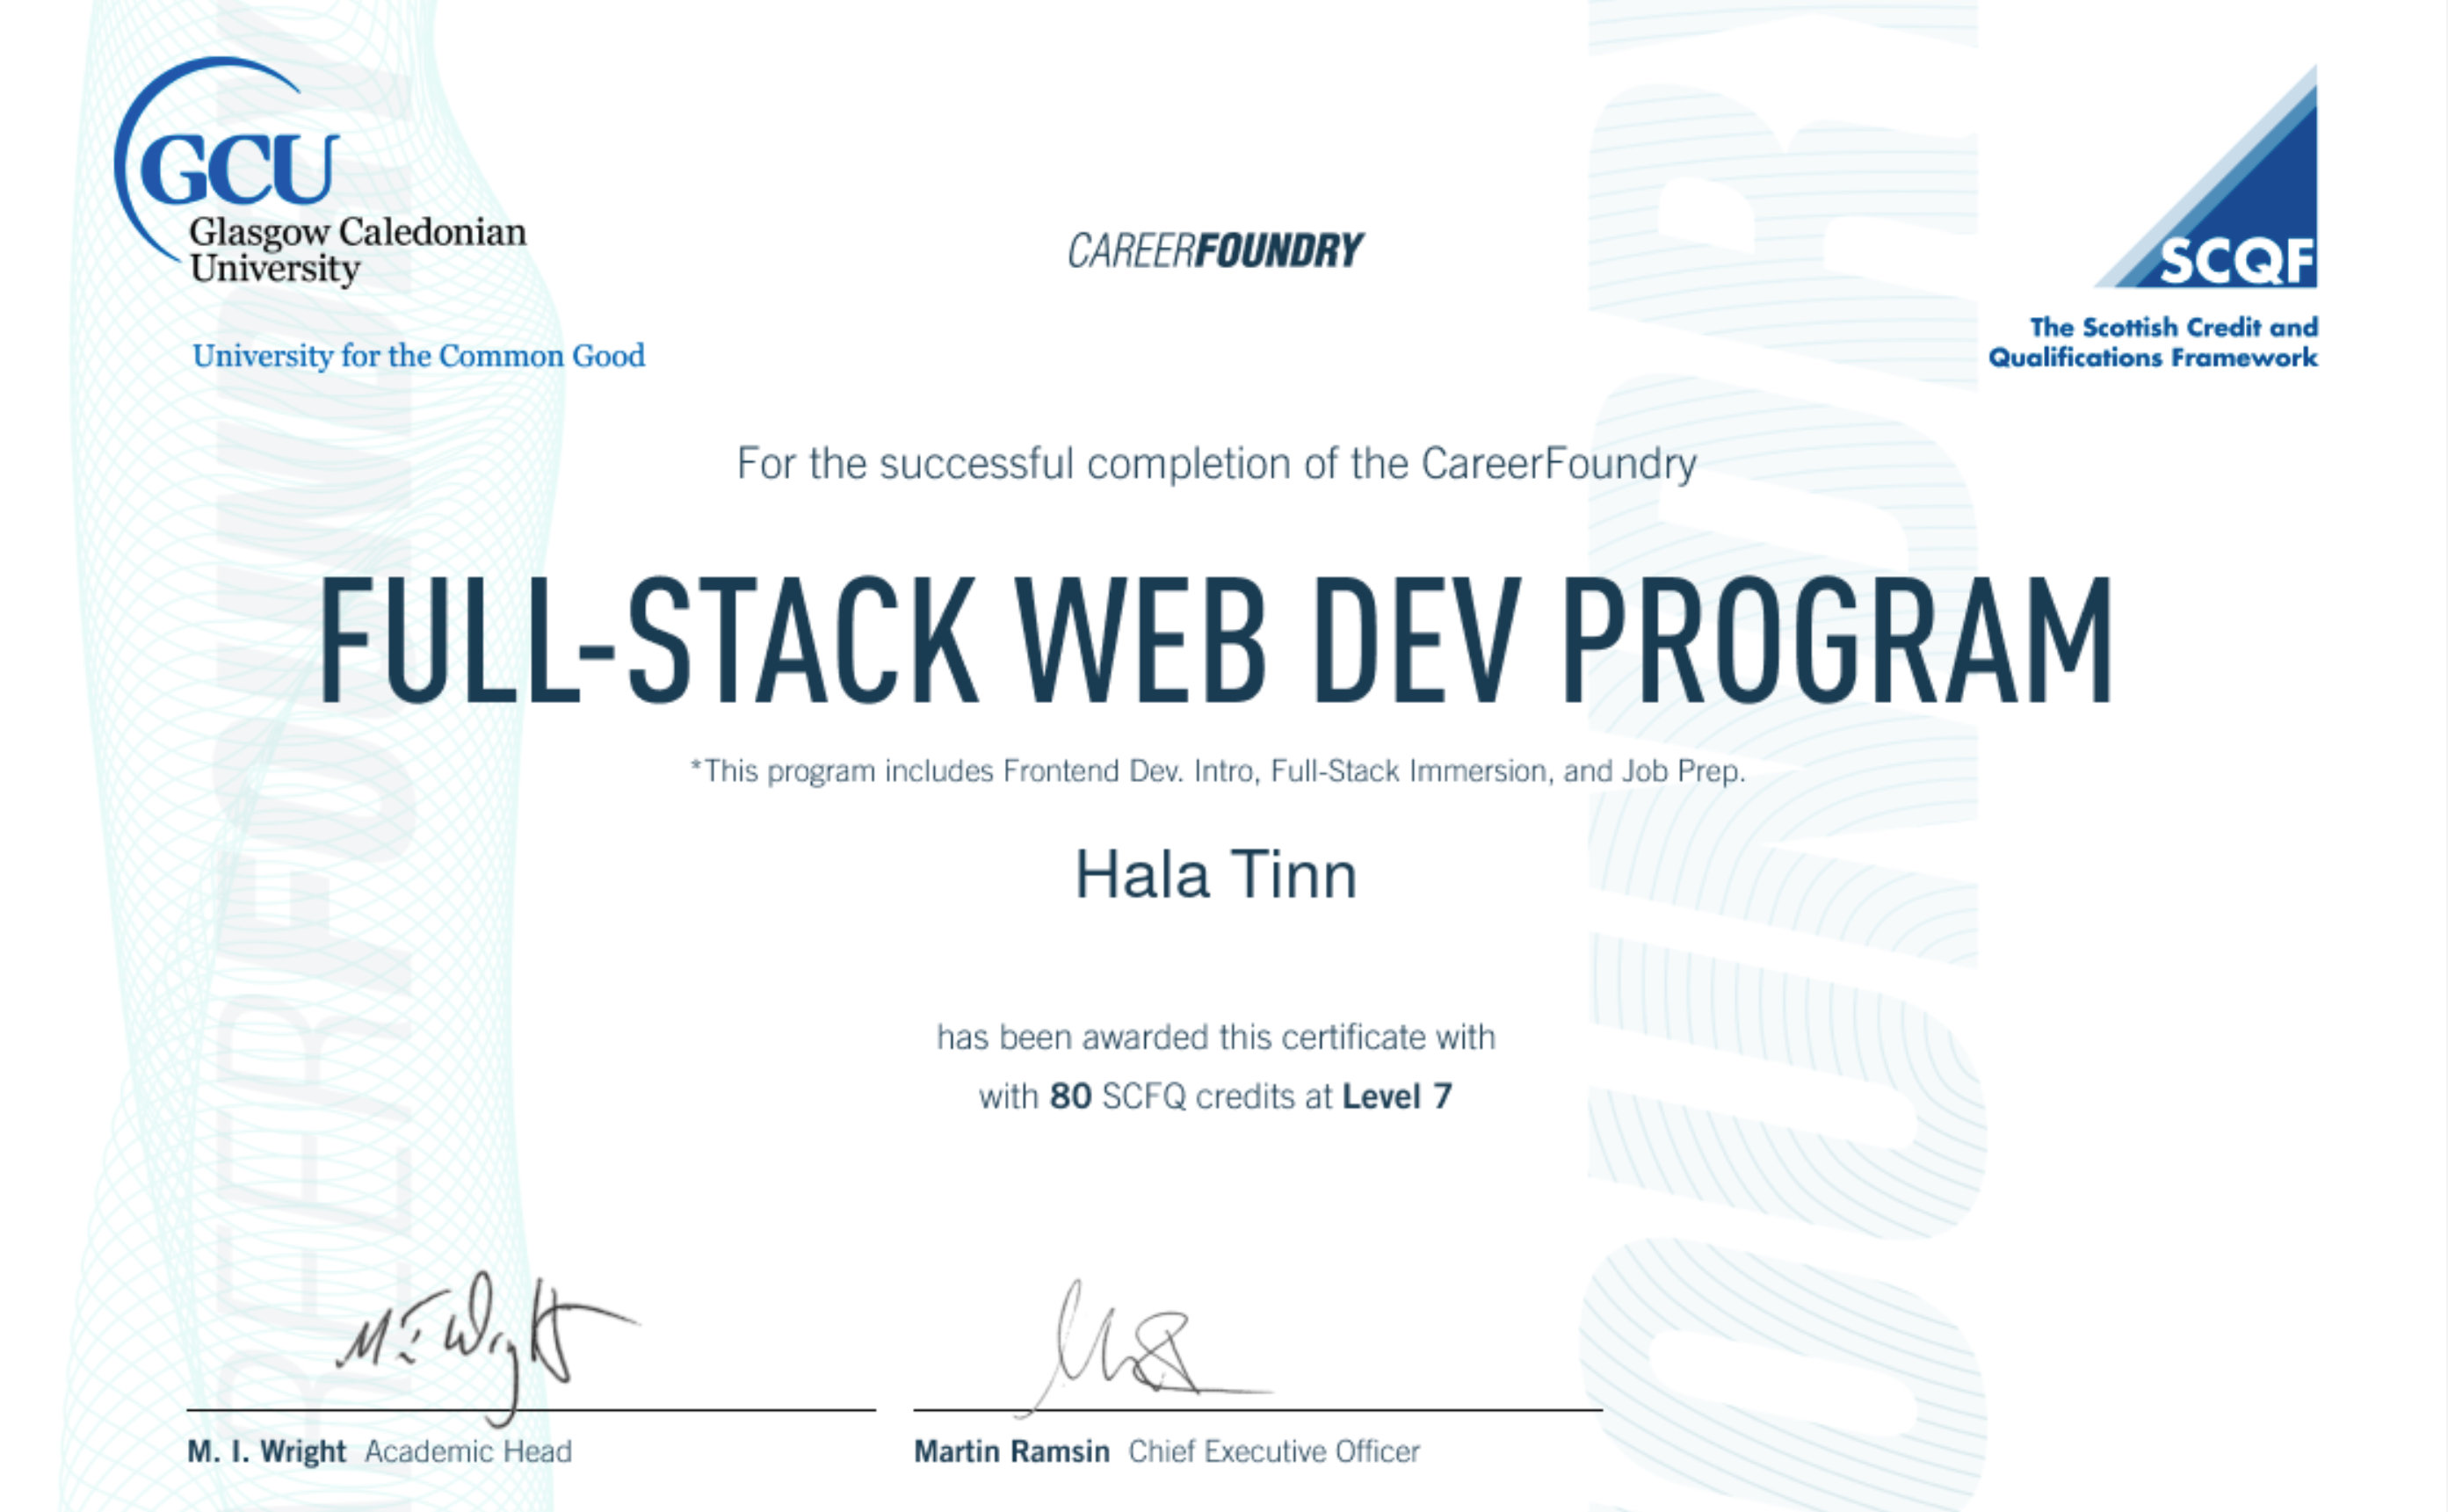 GCU
Glasgow Caledonian
University
University for the Common Good
CAREERFOUNDRY
SCQF
The Scottish Credit and
Qualifications Framework
For the successful completion of the CareerFoundry
FULL-STACK WEB DEV PROGRAM
*This program includes Frontend Dev. Intro, Full-Stack Immersion, and Job Prep.
Hala Tinn
has been awarded this certificate with
with 80 SCFQ credits at Level 7
M I Wright
M. I. Wright Academic Head
Martin Ramsin Chief Executive Officer